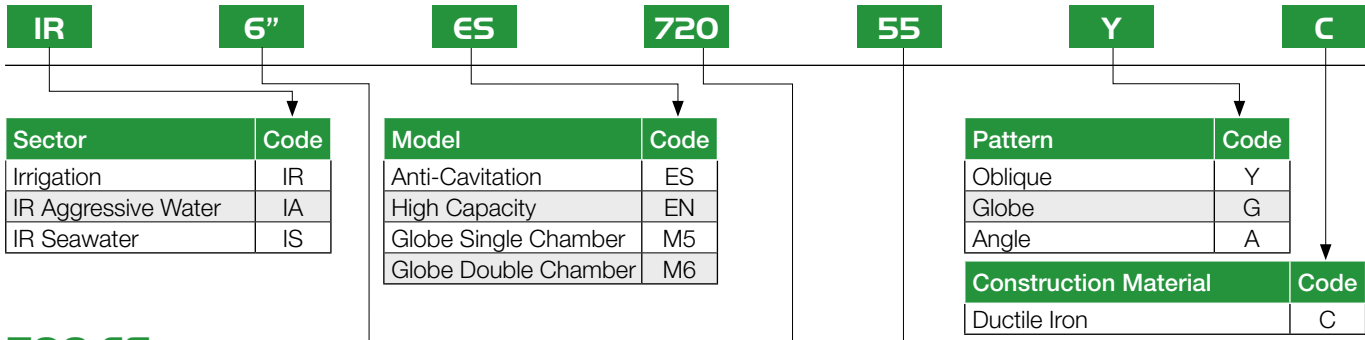 IR 6” ES 720 55 Y C
Sector Code
Irrigation IR
IR Aggressive Water IA
IR Seawater IS
Model Code
Anti-Cavitation ES
High Capacity EN
Globe Single Chamber M5
Globe Double Chamber M6
Pattern Code
Oblique Y
Globe G
Angle A
Construction Material Code
Ductile Iron C